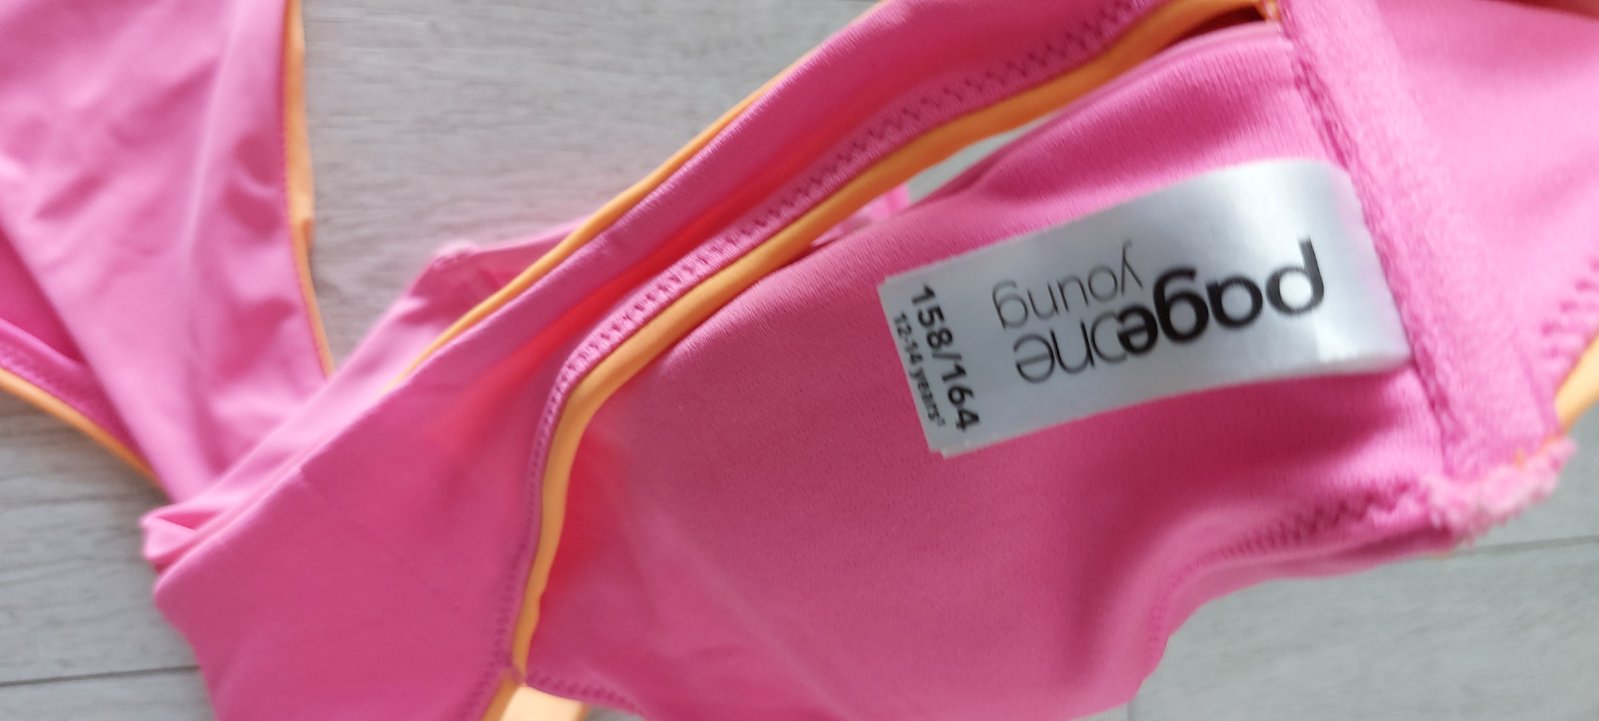 pageone
young
158/164
12-14 years